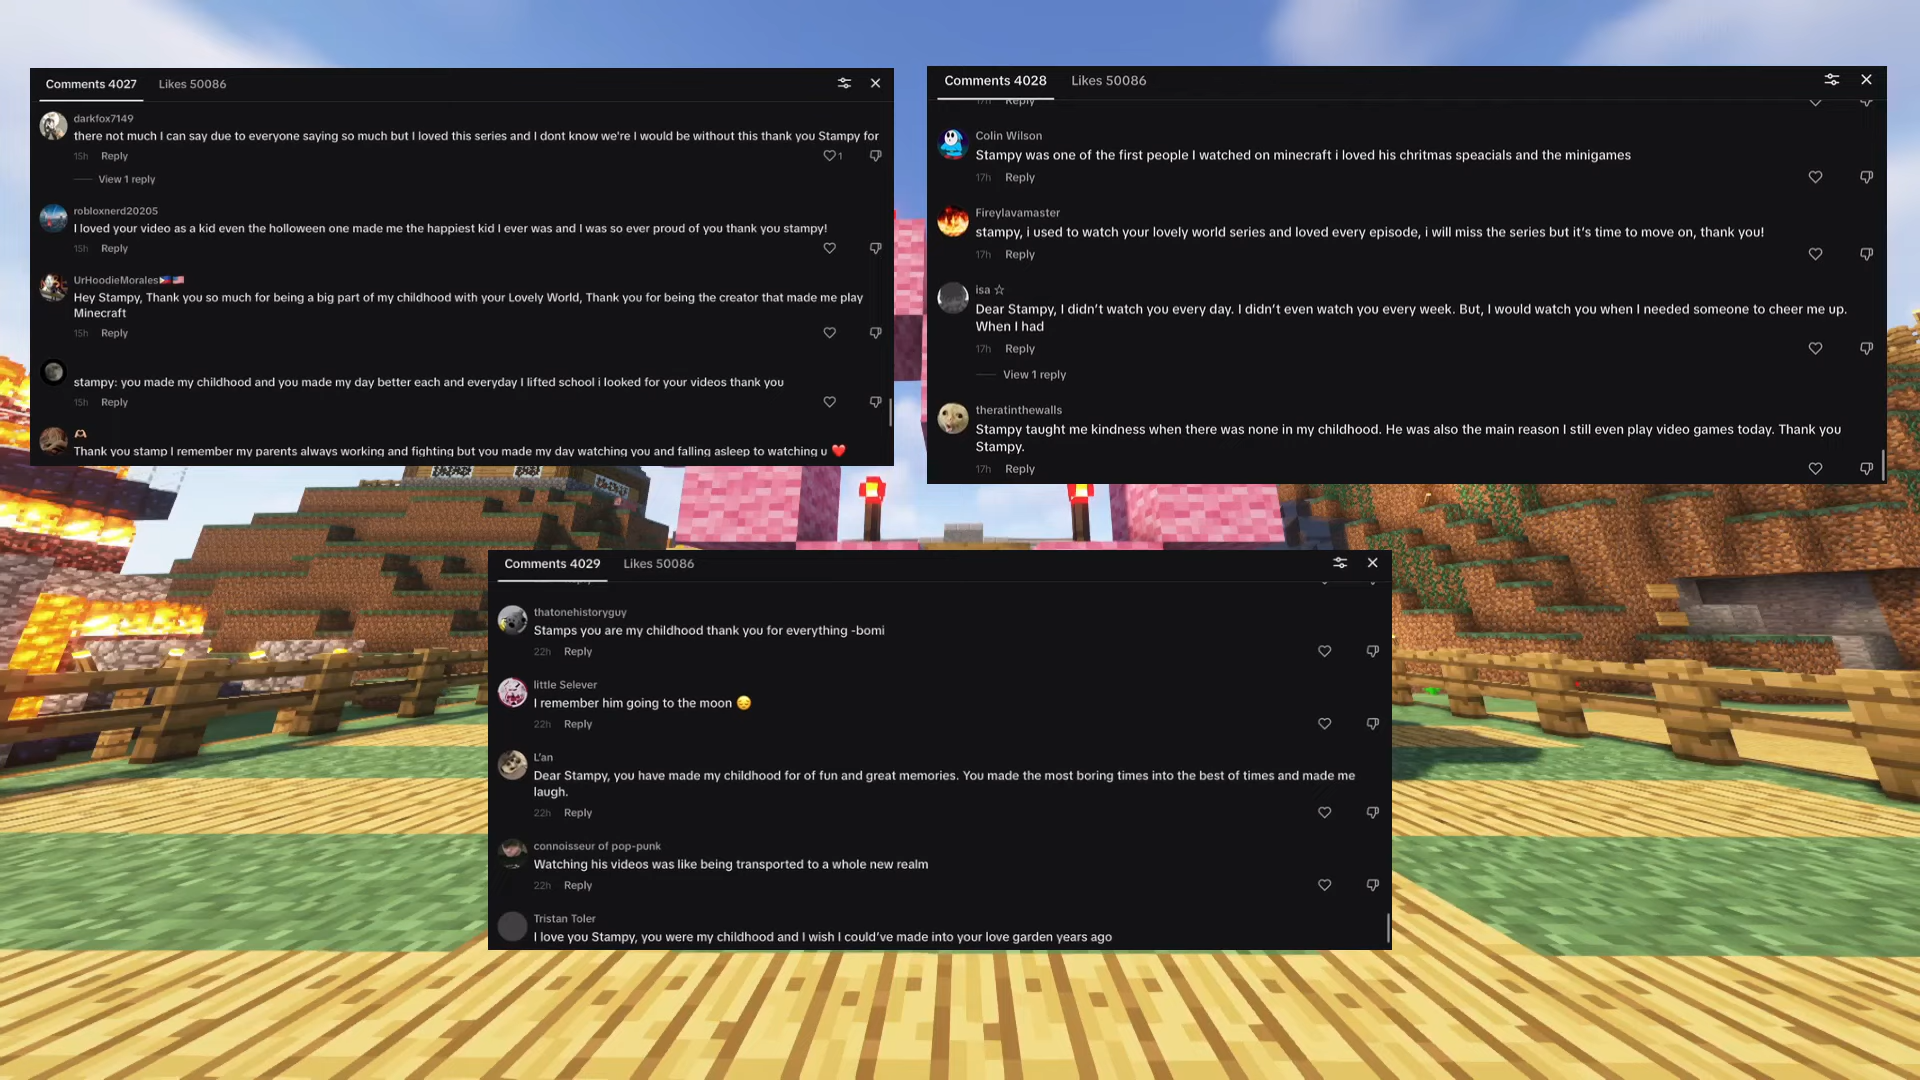 Comments 4027 Likes 50086
darkfox7149
there not much I can say due to everyone saying so much but I loved this series and I dont know we're I would be without this thank you Stampy for
15h Reply 1
View 1 reply
robloxnerd20205
I loved your video as a kid even the holloween one made me the happiest kid I ever was and I was so ever proud of you thank you stampy!
15h Reply
UrHoodieMorales🇵🇭🇺🇸
Hey Stampy, Thank you so much for being a big part of my childhood with your Lovely World, Thank you for being the creator that made me play
Minecraft
15h Reply
stampy: you made my childhood and you made my day better each and everyday I lifted school i looked for your videos thank you
15h Reply
🫶🏼
Thank you stamp I remember my parents always working and fighting but you made my day watching you and falling asleep to watching u ❤️
Comments 4028 Likes 50086
17h Reply
Colin Wilson
Stampy was one of the first people I watched on minecraft i loved his chritmas speacials and the minigames
17h Reply
Fireylavamaster
stampy, i used to watch your lovely world series and loved every episode, i will miss the series but it's time to move on, thank you!
17h Reply
isa ☆
Dear Stampy, I didn't watch you every day. I didn't even watch you every week. But, I would watch you when I needed someone to cheer me up.
When I had
17h Reply
View 1 reply
theratinthewalls
Stampy taught me kindness when there was none in my childhood. He was also the main reason I still even play video games today. Thank you
Stampy.
17h Reply
Comments 4029 Likes 50086
thatonehistoryguy
Stamps you are my childhood thank you for everything -bomi
22h Reply
little Selever
I remember him going to the moon 😔
22h Reply
L'an
Dear Stampy, you have made my childhood for of fun and great memories. You made the most boring times into the best of times and made me
laugh.
22h Reply
connoisseur of pop-punk
Watching his videos was like being transported to a whole new realm
22h Reply
Tristan Toler
I love you Stampy, you were my childhood and I wish I could've made into your love garden years ago